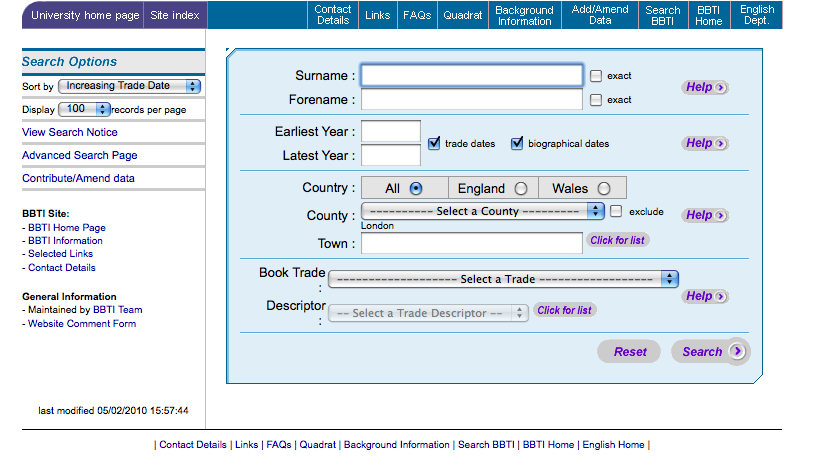 University home page
Site index
Contact Details
Links
FAQs
Quadrat
Background Information
Add/Amend Data
Search BBTI
BBTI Home
English Dept.
Search Options
Sort by Increasing Trade Date
Display 100 records per page
View Search Notice
Advanced Search Page
Contribute/Amend data
BBTI Site:
- BBTI Home Page
- BBTI Information
- Selected Links
- Contact Details
General Information
- Maintained by BBTI Team
- Website Comment Form
last modified 05/02/2010 15:57:44
Surname : exact
Help
Forename : exact
Earliest Year :
trade dates biographical dates
Help
Latest Year :
Country : All England Wales
County : ---------- Select a County --------- exclude
Help
London
Town : Click for list
Book Trade : ------------------- Select a Trade ------------------
Help
Descriptor : -- Select a Trade Descriptor -- Click for list
Reset Search
| Contact Details | Links | FAQs | Quadrat | Background Information | Search BBTI | BBTI Home | English Home |